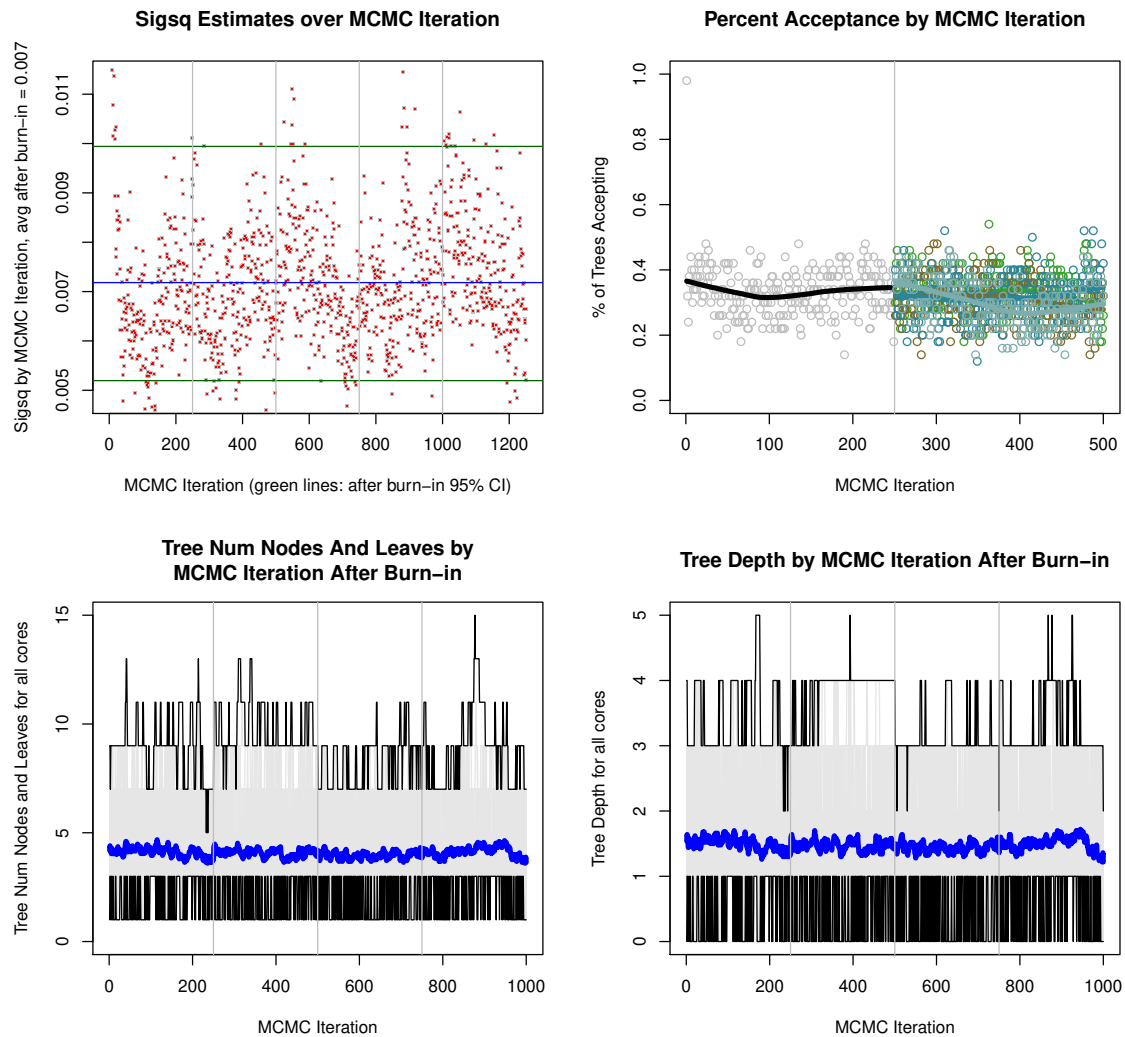 Sigsq Estimates over MCMC Iteration
Sigsq by MCMC Iteration, avg after burn−in = 0.007
0.011
0.009
0.007
0.005
0 200 400 600 800 1000 1200
MCMC Iteration (green lines: after burn−in 95% CI)
Percent Acceptance by MCMC Iteration
% of Trees Accepting
1.0
0.8
0.6
0.4
0.2
0.0
0 100 200 300 400 500
MCMC Iteration
Tree Num Nodes And Leaves by
MCMC Iteration After Burn−in
Tree Num Nodes and Leaves for all cores
15
10
5
0
0 200 400 600 800 1000
MCMC Iteration
Tree Depth by MCMC Iteration After Burn−in
Tree Depth for all cores
5
4
3
2
1
0
0 200 400 600 800 1000
MCMC Iteration